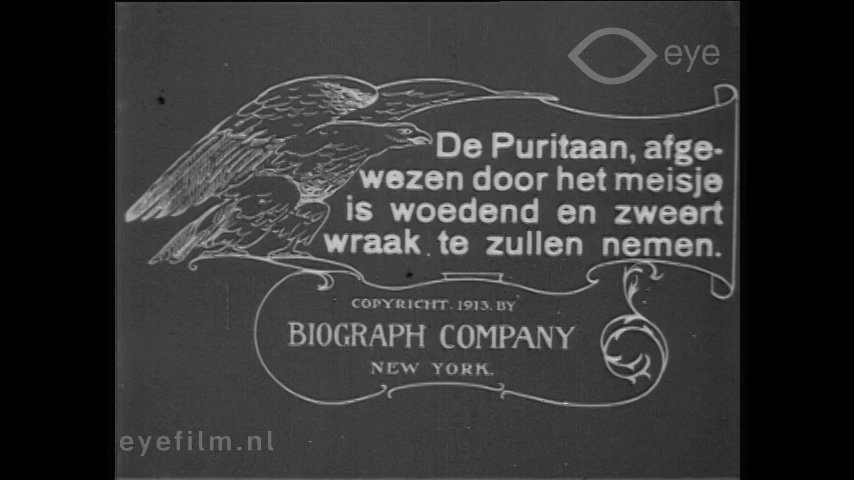 eye
De Puritaan, afge-
wezen door het meisje
is woedend en zweert
wraak te zullen nemen.
COPYRICHT. 1913. BY
BIOGRAPH COMPANY
NEW YORK.
eyefilm.nl